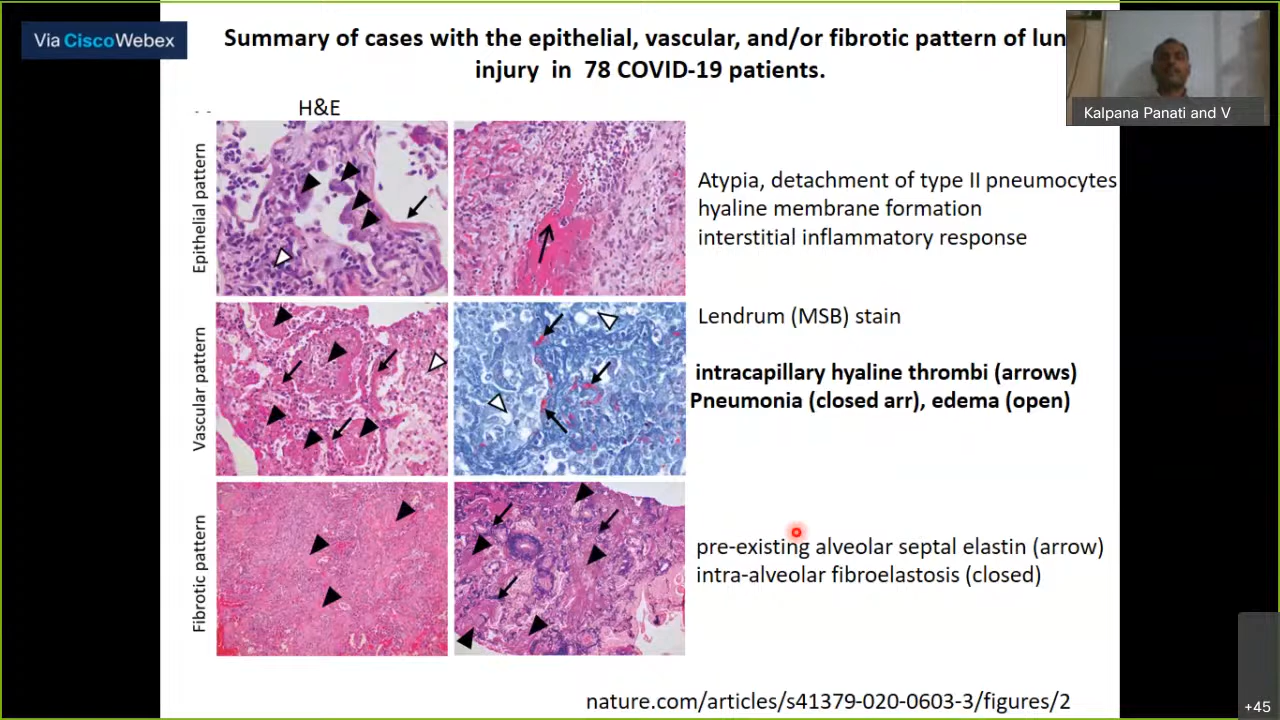 Via Cisco Webex
Summary of cases with the epithelial, vascular, and/or fibrotic pattern of lun
injury in 78 COVID-19 patients.
Kalpana Panati and V
H&E
Epithelial pattern
Atypia, detachment of type II pneumocytes
hyaline membrane formation
interstitial inflammatory response
Vascular pattern
Lendrum (MSB) stain
intracapillary hyaline thrombi (arrows)
Pneumonia (closed arr), edema (open)
Fibrotic pattern
pre-existing alveolar septal elastin (arrow)
intra-alveolar fibroelastosis (closed)
nature.com/articles/s41379-020-0603-3/figures/2
+45